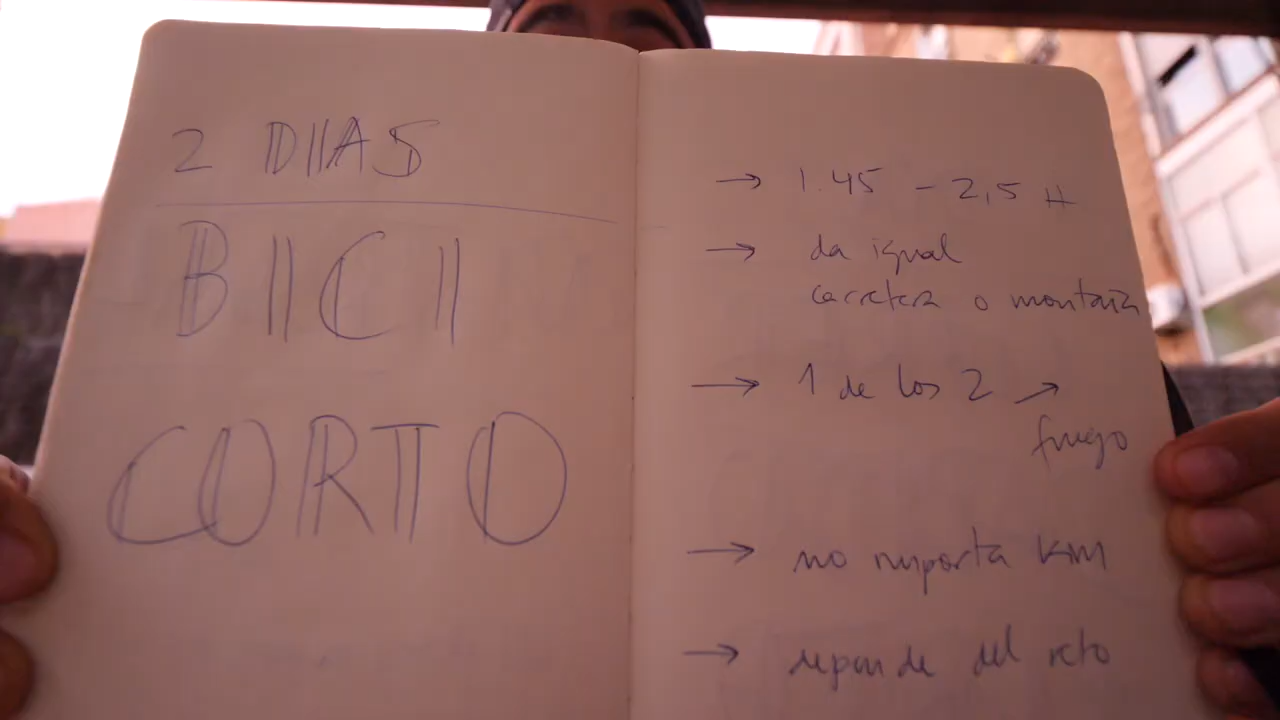 2 DIAS
BICI
CORTO
→ 1.45 - 2,5 H
→ da igual
carretera o montaña
→ 1 de los 2 →
fuego
→ no importa KM
→ depende del reto